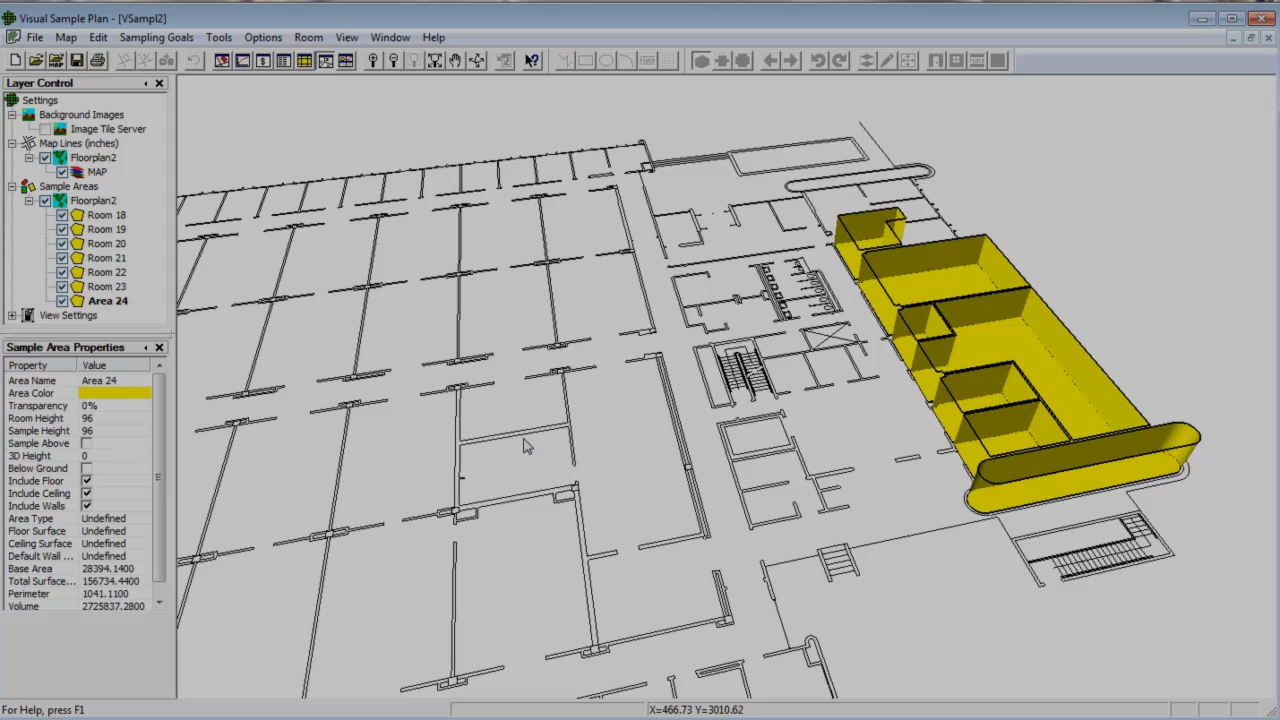 Visual Sample Plan - [VSampl2]
File Map Edit Sampling Goals Tools Options Room View Window Help
Layer Control
Settings
Background Images
Image Tile Server
Map Lines (inches)
Floorplan2
MAP
Sample Areas
Floorplan2
Room 18
Room 19
Room 20
Room 21
Room 22
Room 23
Area 24
View Settings
Sample Area Properties
Property Value
Area Name Area 24
Area Color
Transparency 0%
Room Height 96
Sample Height 96
Sample Above
3D Height 0
Below Ground
Include Floor
Include Ceiling
Include Walls
Area Type Undefined
Floor Surface Undefined
Ceiling Surface Undefined
Default Wall ... Undefined
Base Area 28394.1400
Total Surface... 156734.4400
Perimeter 1041.1100
Volume 2725837.2800
For Help, press F1
X=466.73 Y=3010.62